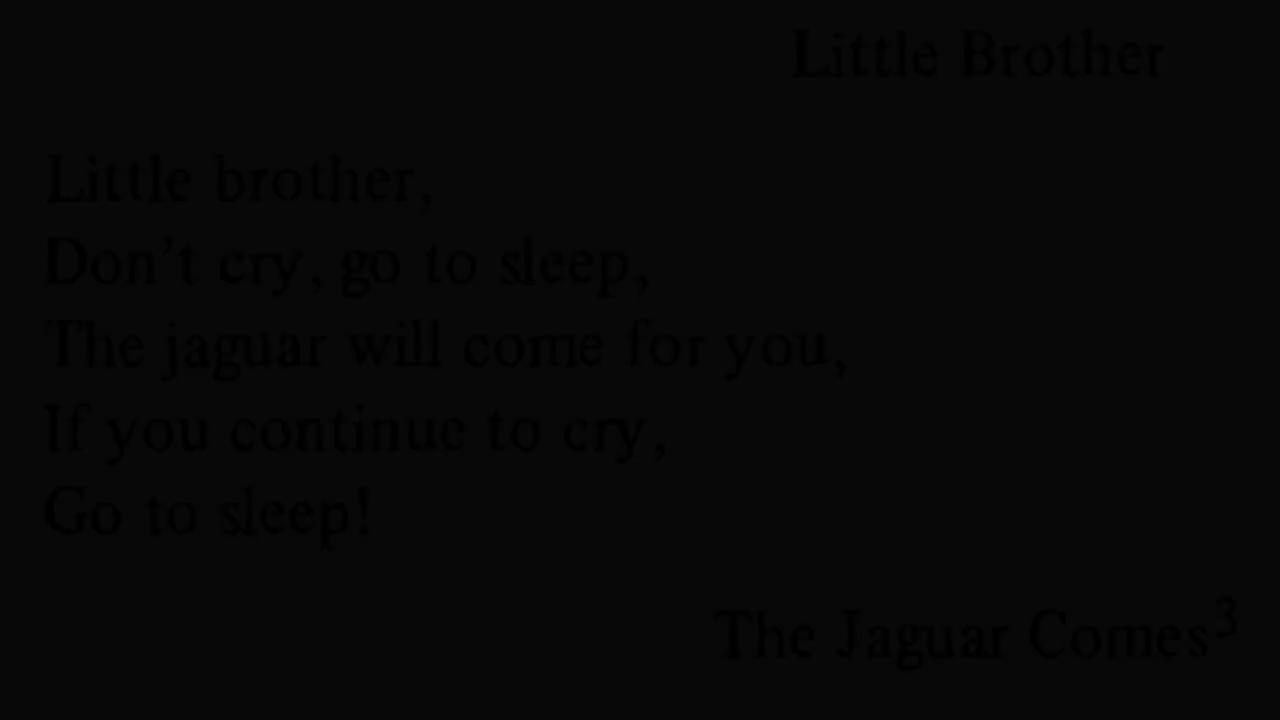 Little Brother
Little brother,
Don't cry, go to sleep,
The jaguar will come for you,
If you continue to cry,
Go to sleep!
The Jaguar Comes3